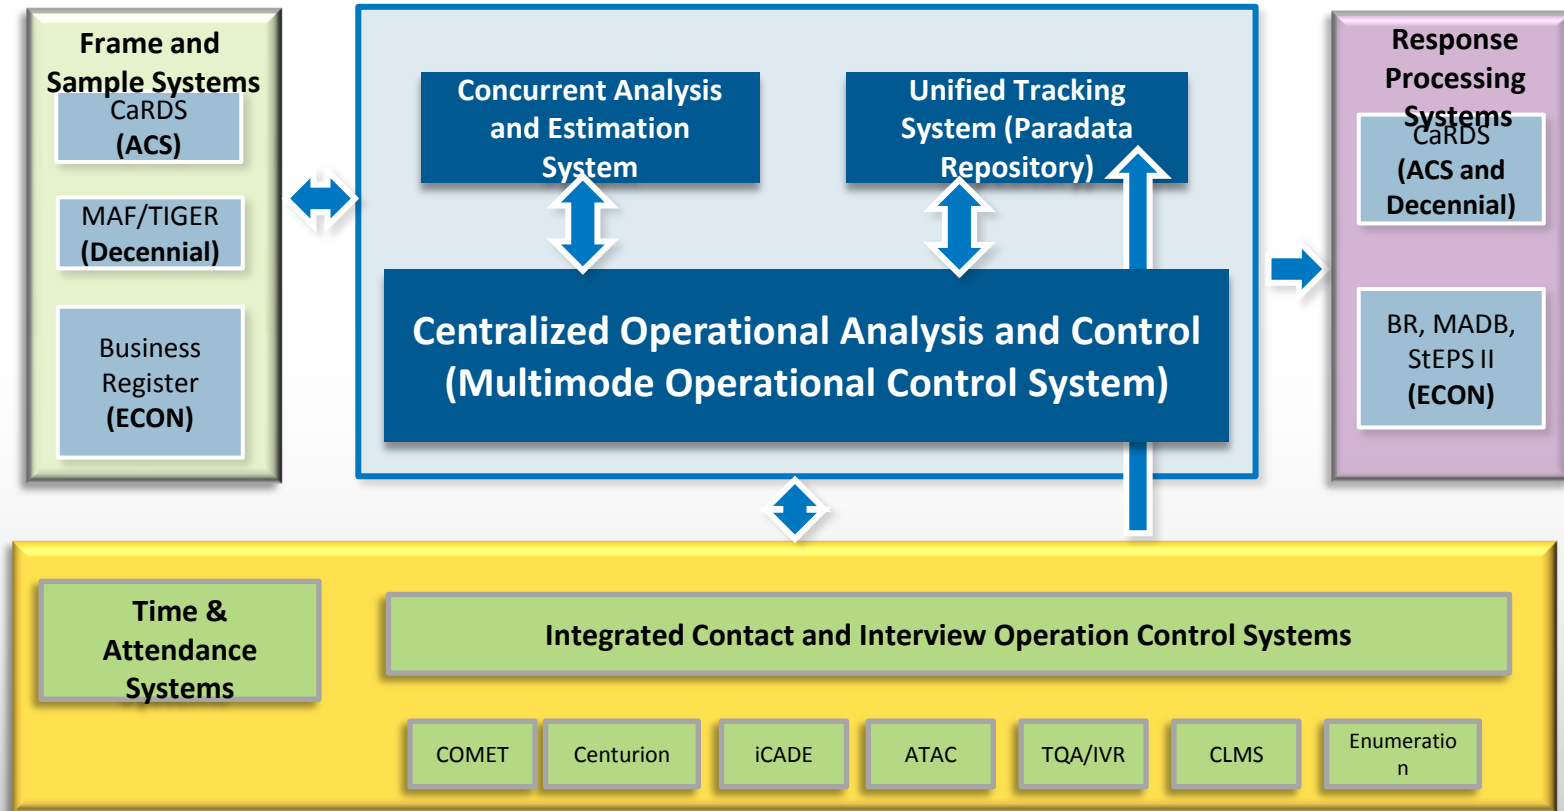 Frame and
Sample Systems
CaRDS
(ACS)
MAF/TIGER
(Decennial)
Business
Register
(ECON)
Concurrent Analysis
and Estimation
System
Unified Tracking
System (Paradata
Repository)
Centralized Operational Analysis and Control
(Multimode Operational Control System)
Response
Processing
Systems
CaRDS
(ACS and
Decennial)
BR, MADB,
StEPS II
(ECON)
Time &
Attendance
Systems
Integrated Contact and Interview Operation Control Systems
COMET
Centurion
iCADE
ATAC
TQA/IVR
CLMS
Enumeratio
n